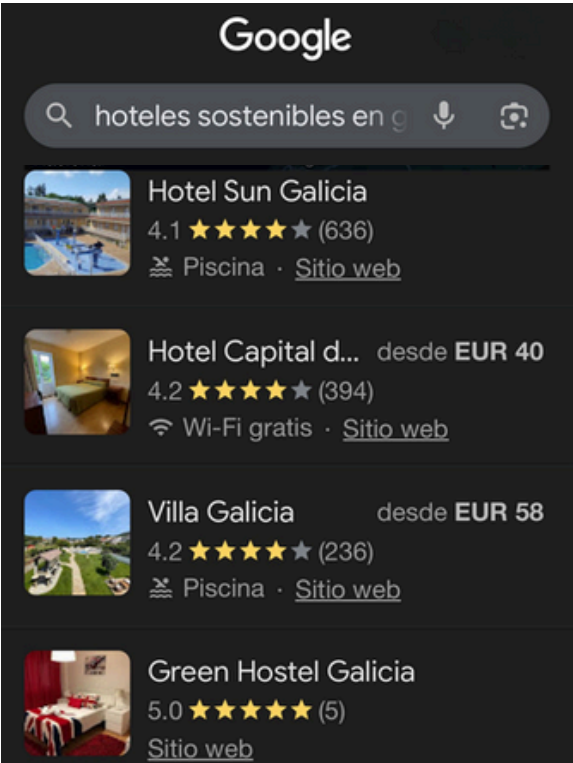 Google
hoteles sostenibles en g
Hotel Sun Galicia
4.1 (636)
Piscina · Sitio web
Hotel Capital d... desde EUR 40
4.2 (394)
Wi-Fi gratis · Sitio web
Villa Galicia desde EUR 58
4.2 (236)
Piscina · Sitio web
Green Hostel Galicia
5.0 (5)
Sitio web